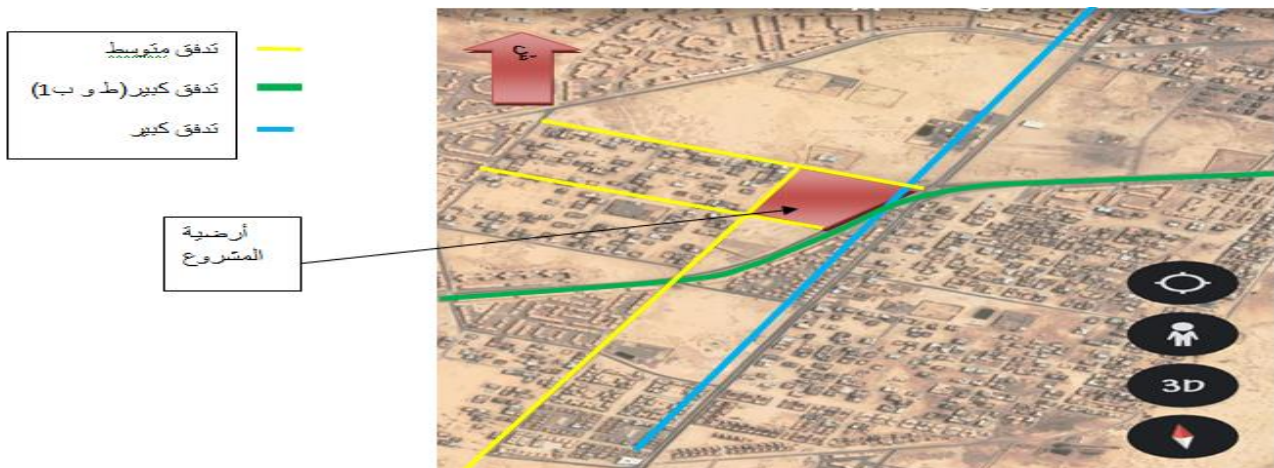 تدفق متوسط
تدفق كبير(ط و ب1)
تدفق كبير
أرضية
المشروع
3D